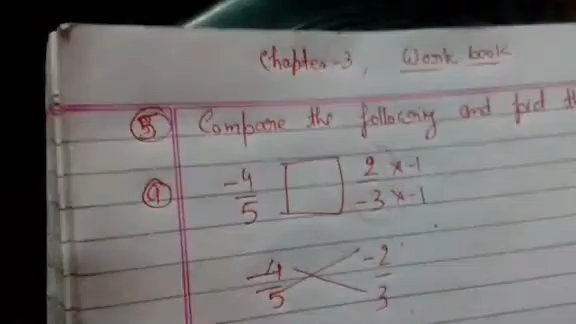 Chapter-3, Work book
5 Compare the following and
a -4/5 □ 2×-1/-3×-1
-4/5 -2/3